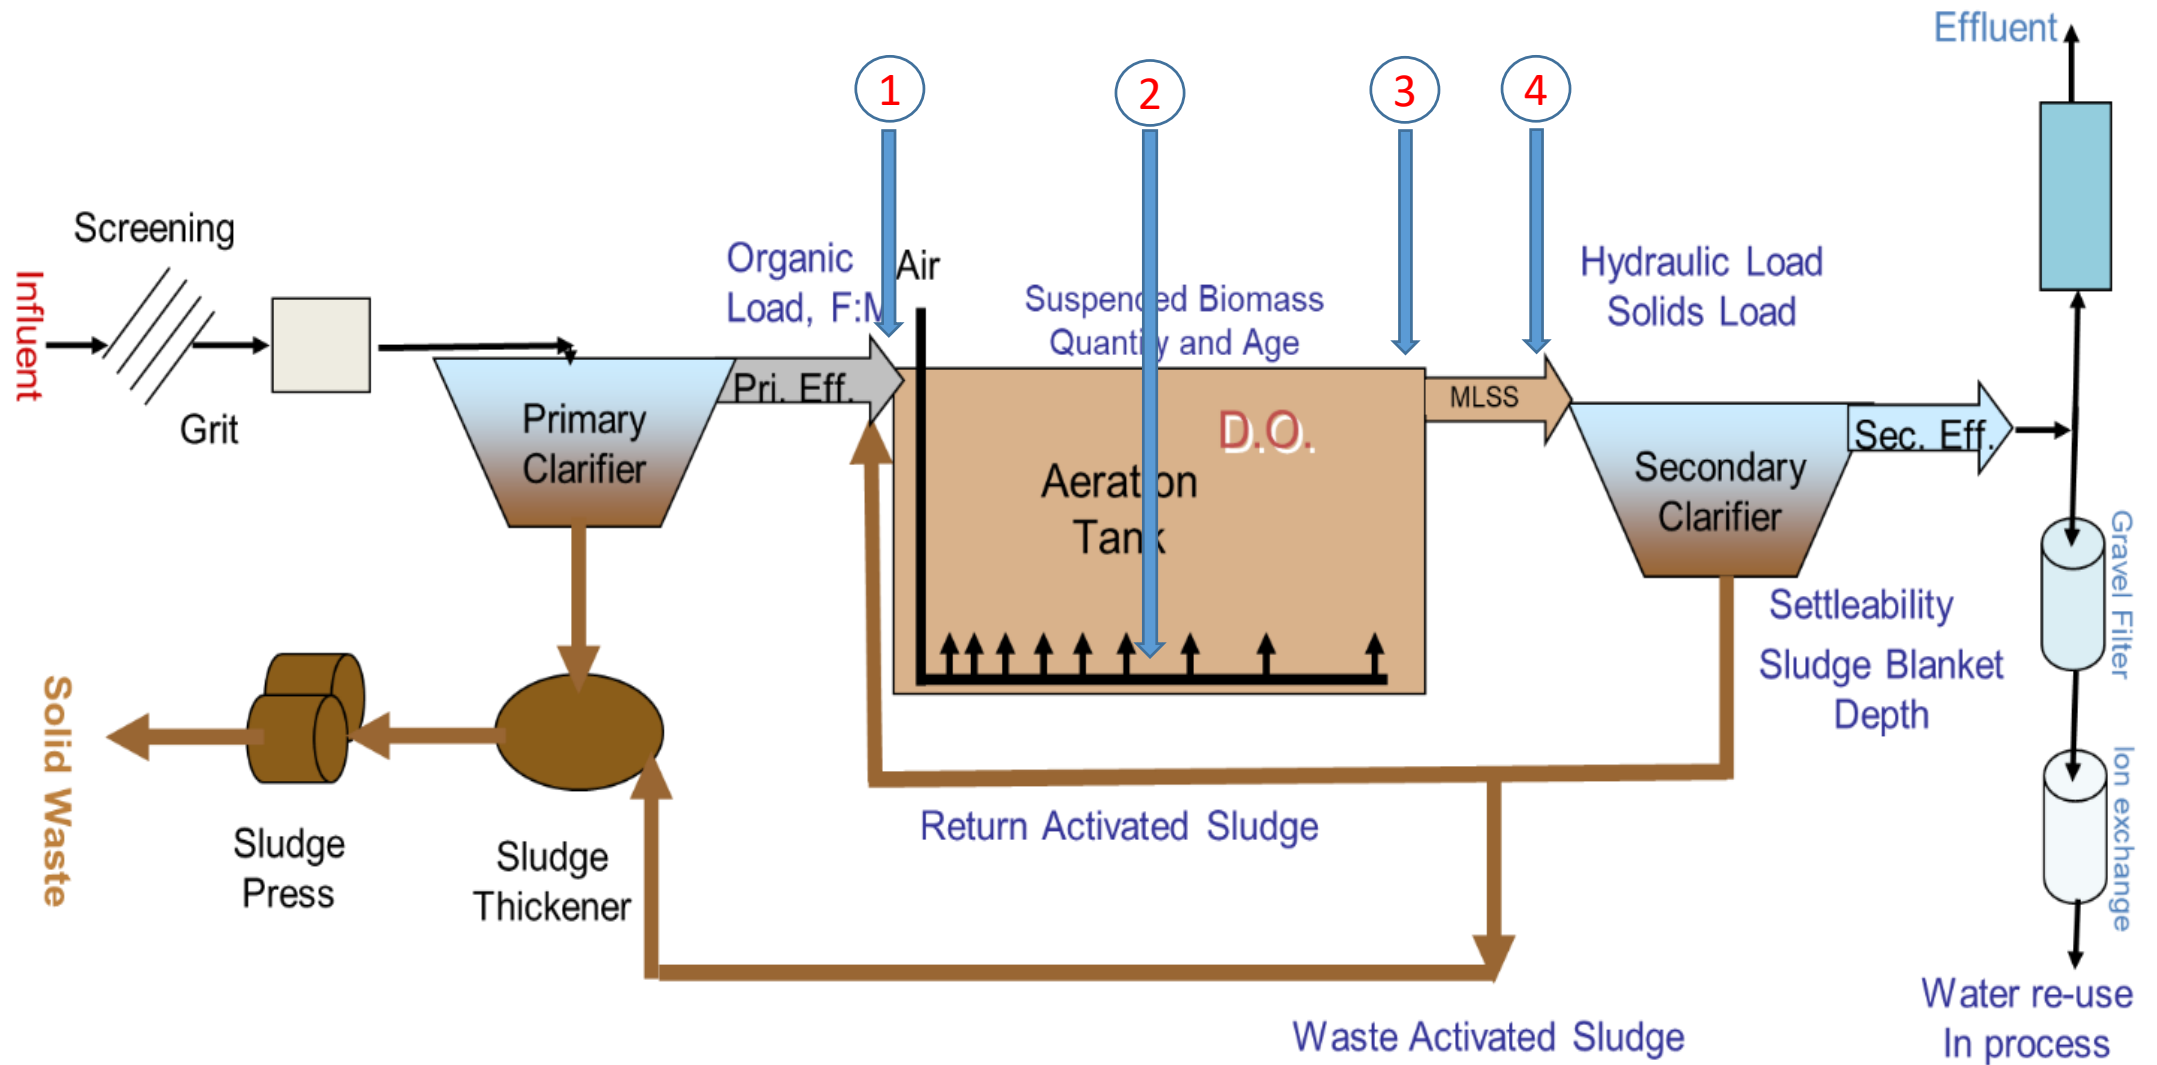 Effluent
1
2
3
4
Screening
Influent
Grit
Organic
Load, F:M
Air
Suspended Biomass
Quantity and Age
Hydraulic Load
Solids Load
Pri. Eff.
Primary
Clarifier
D.O.
Aeration
Tank
MLSS
Secondary
Clarifier
Sec. Eff.
Gravel Filter
Settleability
Sludge Blanket
Depth
Ion exchange
Solid Waste
Sludge
Press
Sludge
Thickener
Return Activated Sludge
Waste Activated Sludge
Water re-use
In process